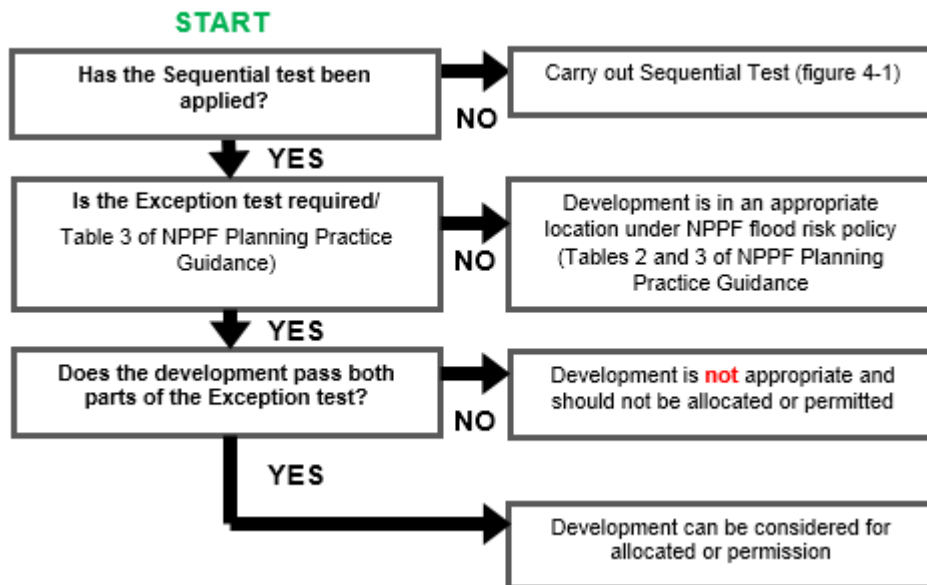 START
Has the Sequential test been
applied?
NO
Carry out Sequential Test (figure 4-1)
YES
Is the Exception test required/
Table 3 of NPPF Planning Practice
Guidance)
NO
Development is in an appropriate
location under NPPF flood risk policy
(Tables 2 and 3 of NPPF Planning
Practice Guidance
YES
Does the development pass both
parts of the Exception test?
NO
Development is not appropriate and
should not be allocated or permitted
YES
Development can be considered for
allocated or permission